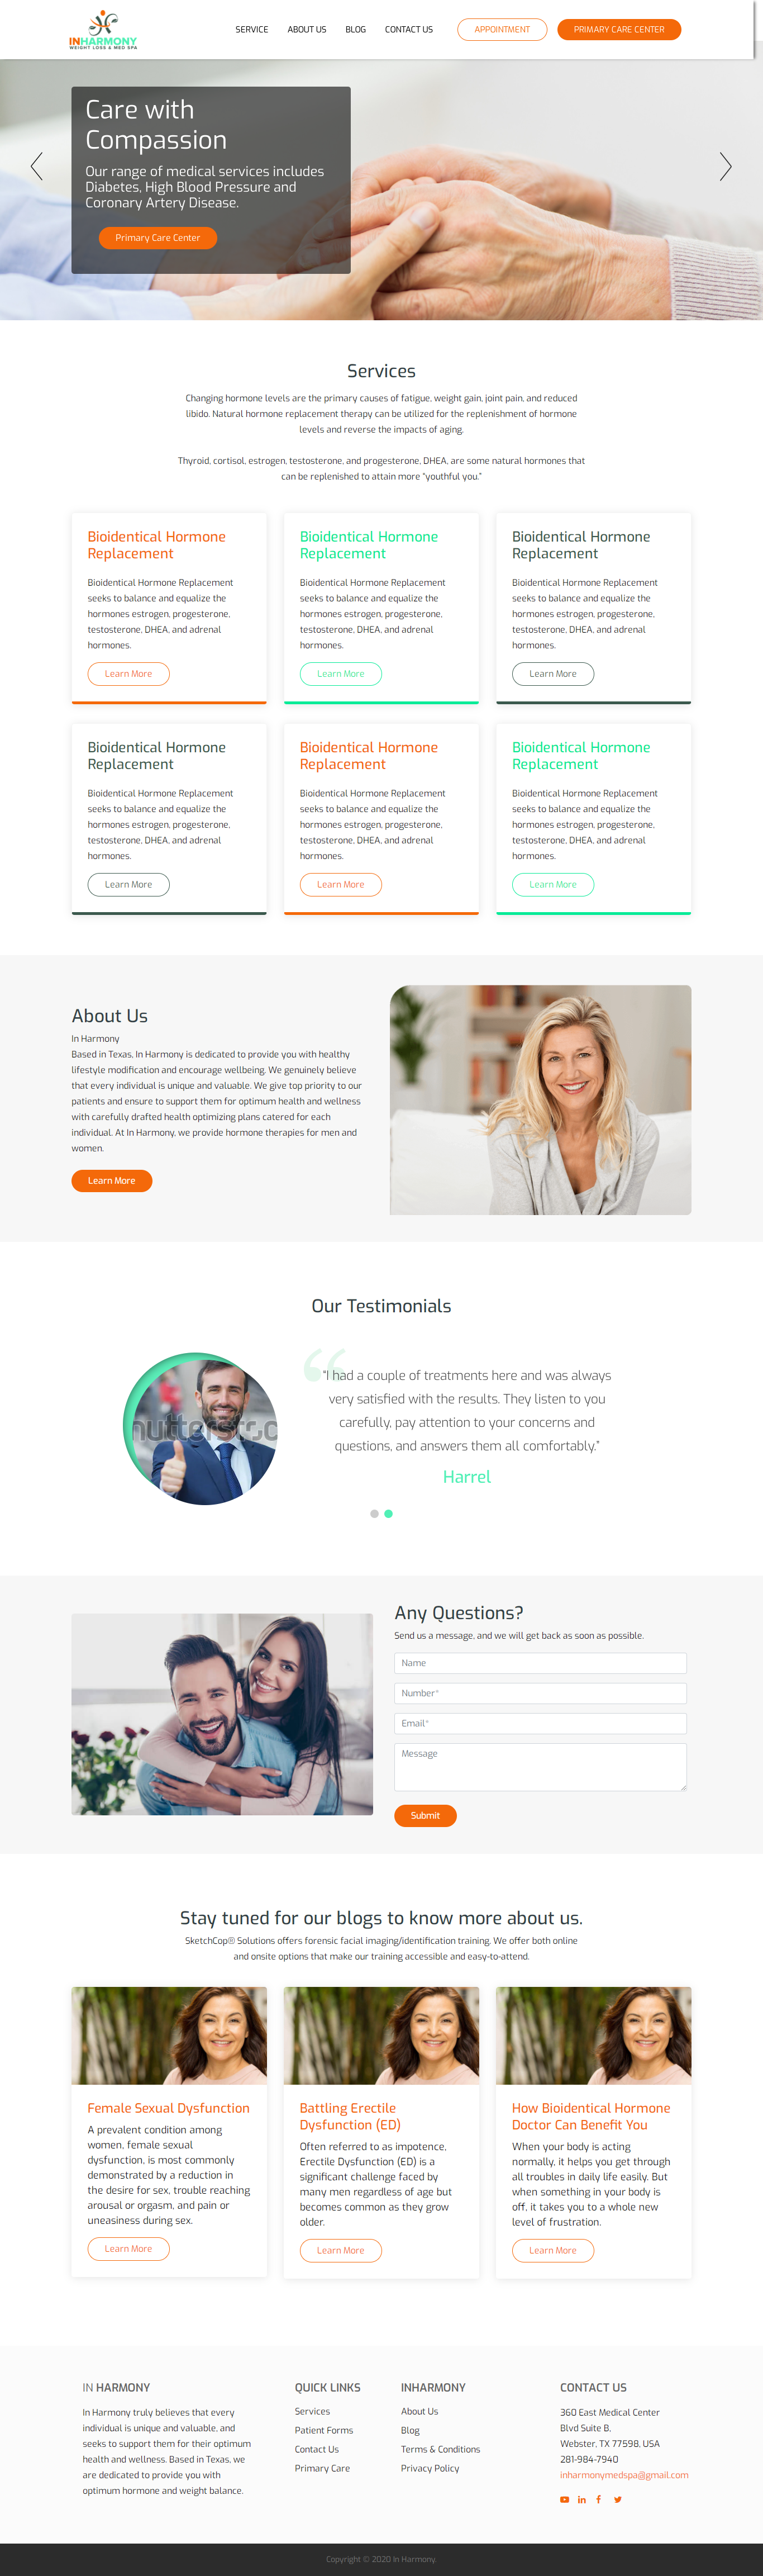 INHARMONY
WEIGHT LOSS & MED SPA
SERVICE ABOUT US BLOG CONTACT US APPOINTMENT PRIMARY CARE CENTER
Care with
Compassion
Our range of medical services includes
Diabetes, High Blood Pressure and
Coronary Artery Disease.
Primary Care Center
Services
Changing hormone levels are the primary causes of fatigue, weight gain, joint pain, and reduced
libido. Natural hormone replacement therapy can be utilized for the replenishment of hormone
levels and reverse the impacts of aging.
Thyroid, cortisol, estrogen, testosterone, and progesterone, DHEA, are some natural hormones that
can be replenished to attain more "youthful you."
Bioidentical Hormone
Replacement
Bioidentical Hormone Replacement
seeks to balance and equalize the
hormones estrogen, progesterone,
testosterone, DHEA, and adrenal
hormones.
Learn More
Bioidentical Hormone
Replacement
Bioidentical Hormone Replacement
seeks to balance and equalize the
hormones estrogen, progesterone,
testosterone, DHEA, and adrenal
hormones.
Learn More
Bioidentical Hormone
Replacement
Bioidentical Hormone Replacement
seeks to balance and equalize the
hormones estrogen, progesterone,
testosterone, DHEA, and adrenal
hormones.
Learn More
Bioidentical Hormone
Replacement
Bioidentical Hormone Replacement
seeks to balance and equalize the
hormones estrogen, progesterone,
testosterone, DHEA, and adrenal
hormones.
Learn More
Bioidentical Hormone
Replacement
Bioidentical Hormone Replacement
seeks to balance and equalize the
hormones estrogen, progesterone,
testosterone, DHEA, and adrenal
hormones.
Learn More
Bioidentical Hormone
Replacement
Bioidentical Hormone Replacement
seeks to balance and equalize the
hormones estrogen, progesterone,
testosterone, DHEA, and adrenal
hormones.
Learn More
About Us
In Harmony
Based in Texas, In Harmony is dedicated to provide you with healthy
lifestyle modification and encourage wellbeing. We genuinely believe
that every individual is unique and valuable. We give top priority to our
patients and ensure to support them for optimum health and wellness
with carefully drafted health optimizing plans catered for each
individual. At In Harmony, we provide hormone therapies for men and
women.
Learn More
Our Testimonials
"I had a couple of treatments here and was always
very satisfied with the results. They listen to you
carefully, pay attention to your concerns and
questions, and answers them all comfortably."
Harrel
Any Questions?
Send us a message, and we will get back as soon as possible.
Name
Number*
Email*
Message
Submit
Stay tuned for our blogs to know more about us.
SketchCop® Solutions offers forensic facial imaging/identification training. We offer both online
and onsite options that make our training accessible and easy-to-attend.
Female Sexual Dysfunction
A prevalent condition among
women, female sexual
dysfunction, is most commonly
demonstrated by a reduction in
the desire for sex, trouble reaching
arousal or orgasm, and pain or
uneasiness during sex.
Learn More
Battling Erectile
Dysfunction (ED)
Often referred to as impotence,
Erectile Dysfunction (ED) is a
significant challenge faced by
many men regardless of age but
becomes common as they grow
older.
Learn More
How Bioidentical Hormone
Doctor Can Benefit You
When your body is acting
normally, it helps you get through
all troubles in daily life easily. But
when something in your body is
off, it takes you to a whole new
level of frustration.
Learn More
IN HARMONY
In Harmony truly believes that every
individual is unique and valuable, and
seeks to support them for their optimum
health and wellness. Based in Texas, we
are dedicated to provide you with
optimum hormone and weight balance.
QUICK LINKS
Services
Patient Forms
Contact Us
Primary Care
INHARMONY
About Us
Blog
Terms & Conditions
Privacy Policy
CONTACT US
360 East Medical Center
Blvd Suite B,
Webster, TX 77598, USA
281-984-7940
inharmonymedspa@gmail.com
Copyright © 2020 In Harmony.